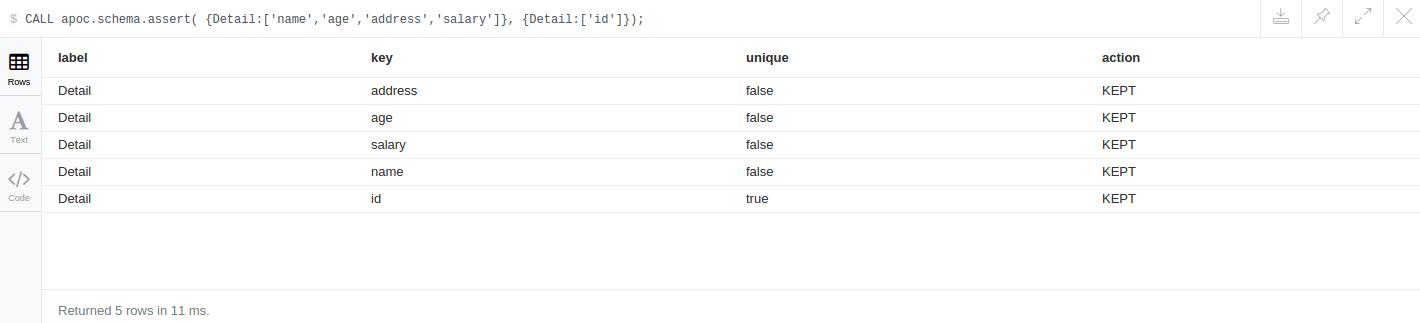 $ CALL apoc.schema.assert( {Detail:['name','age','address','salary']}, {Detail:['id']});
label key unique action
Rows
Detail address false KEPT
Detail age false KEPT
Text
Detail salary false KEPT
Detail name false KEPT
Code
Detail id true KEPT
Returned 5 rows in 11 ms.